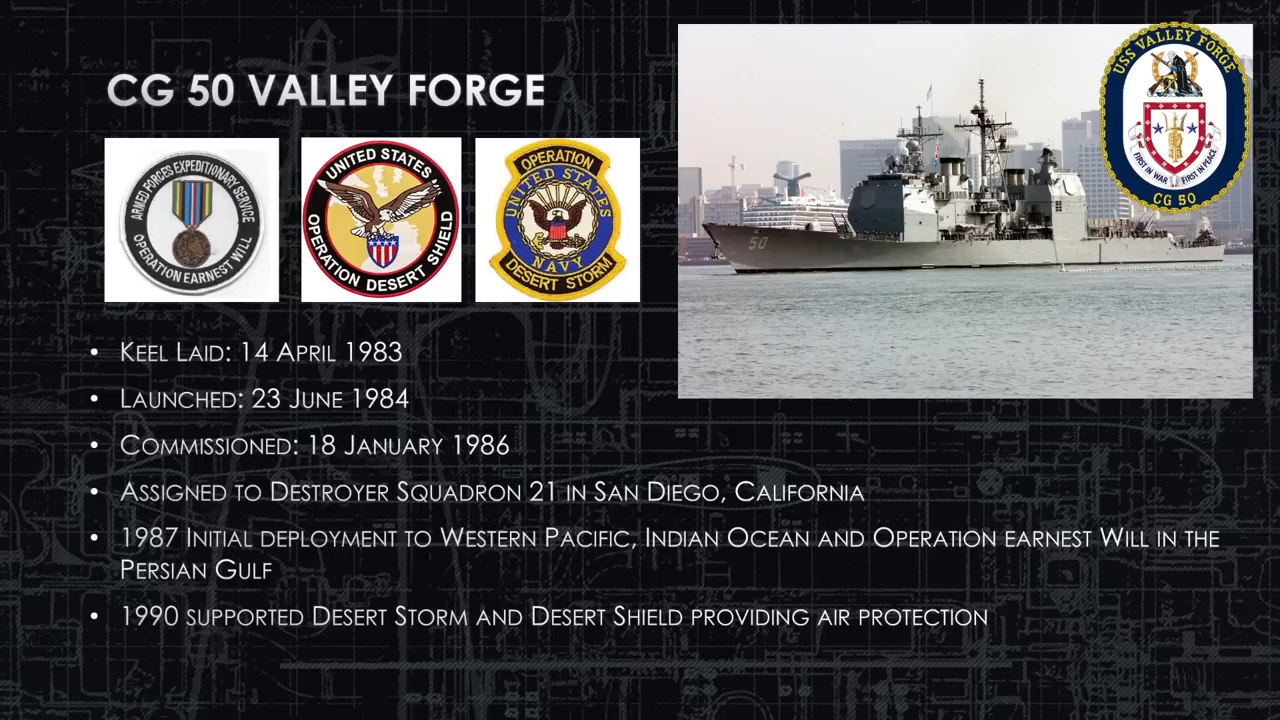 CG 50 VALLEY FORGE
ARMED FORCES EXPEDITIONARY SERVICE
OPERATION EARNEST WILL
UNITED STATES
OPERATION DESERT SHIELD
OPERATION
UNITED STATES
NAVY
DESERT STORM
USS VALLEY FORGE
FIRST IN WAR FIRST IN PEACE
CG 50
50
• KEEL LAID: 14 APRIL 1983
• LAUNCHED: 23 JUNE 1984
• COMMISSIONED: 18 JANUARY 1986
• ASSIGNED TO DESTROYER SQUADRON 21 IN SAN DIEGO, CALIFORNIA
• 1987 INITIAL DEPLOYMENT TO WESTERN PACIFIC, INDIAN OCEAN AND OPERATION EARNEST WILL IN THE
PERSIAN GULF
• 1990 SUPPORTED DESERT STORM AND DESERT SHIELD PROVIDING AIR PROTECTION